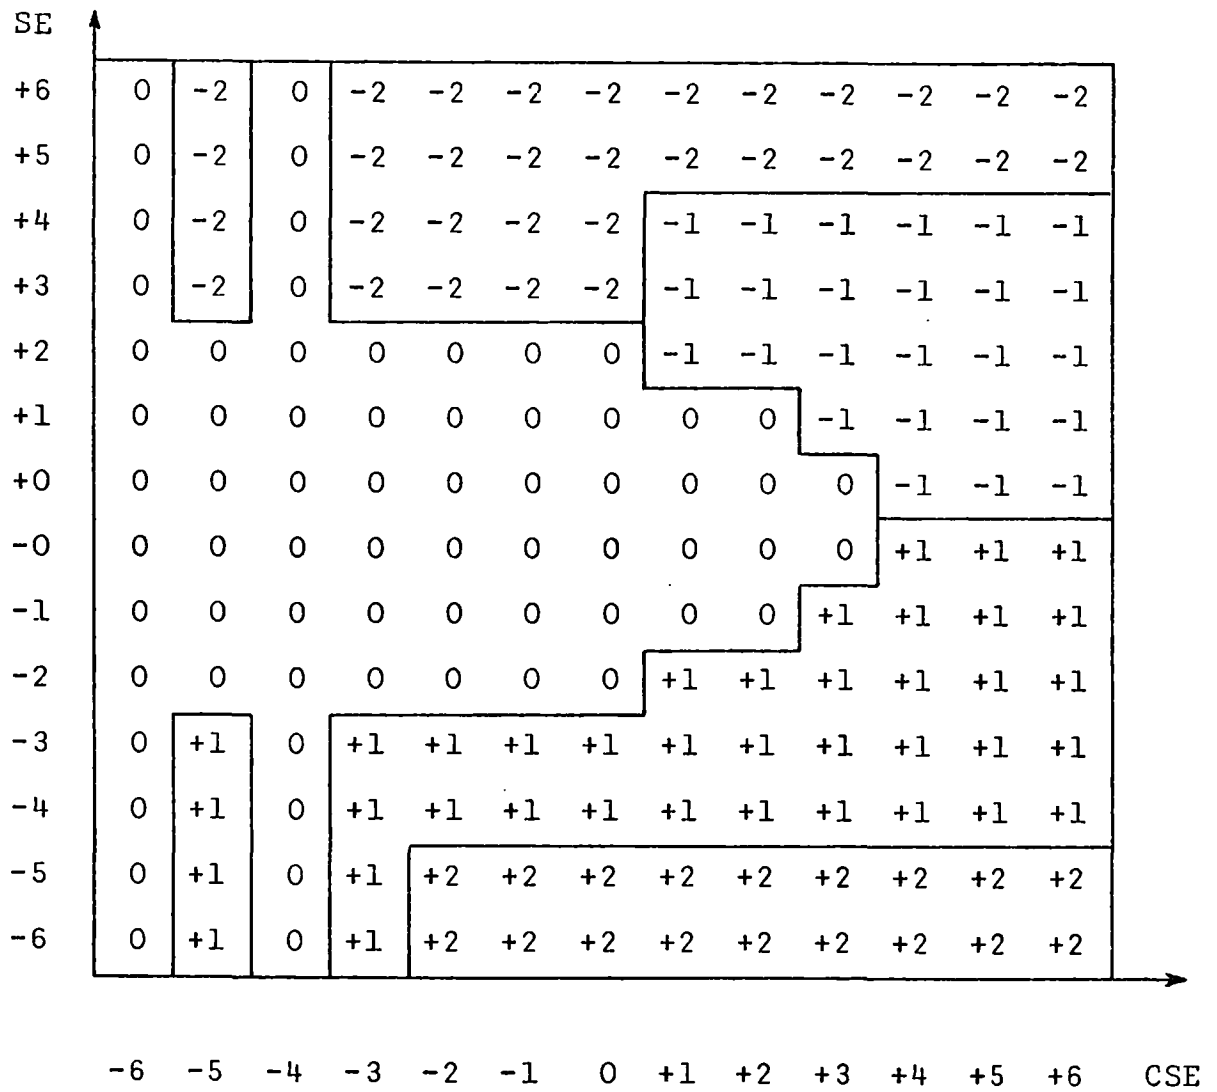 SE
+6 0 -2 0 -2 -2 -2 -2 -2 -2 -2 -2 -2 -2
+5 0 -2 0 -2 -2 -2 -2 -2 -2 -2 -2 -2 -2
+4 0 -2 0 -2 -2 -2 -2 -1 -1 -1 -1 -1 -1
+3 0 -2 0 -2 -2 -2 -2 -1 -1 -1 -1 -1 -1
+2 0 0 0 0 0 0 0 -1 -1 -1 -1 -1 -1
+1 0 0 0 0 0 0 0 0 0 -1 -1 -1 -1
+0 0 0 0 0 0 0 0 0 0 0 -1 -1 -1
-0 0 0 0 0 0 0 0 0 0 0 +1 +1 +1
-1 0 0 0 0 0 0 0 0 0 +1 +1 +1 +1
-2 0 0 0 0 0 0 0 +1 +1 +1 +1 +1 +1
-3 0 +1 0 +1 +1 +1 +1 +1 +1 +1 +1 +1 +1
-4 0 +1 0 +1 +1 +1 +1 +1 +1 +1 +1 +1 +1
-5 0 +1 0 +1 +2 +2 +2 +2 +2 +2 +2 +2 +2
-6 0 +1 0 +1 +2 +2 +2 +2 +2 +2 +2 +2 +2
-6 -5 -4 -3 -2 -1 0 +1 +2 +3 +4 +5 +6 CSE